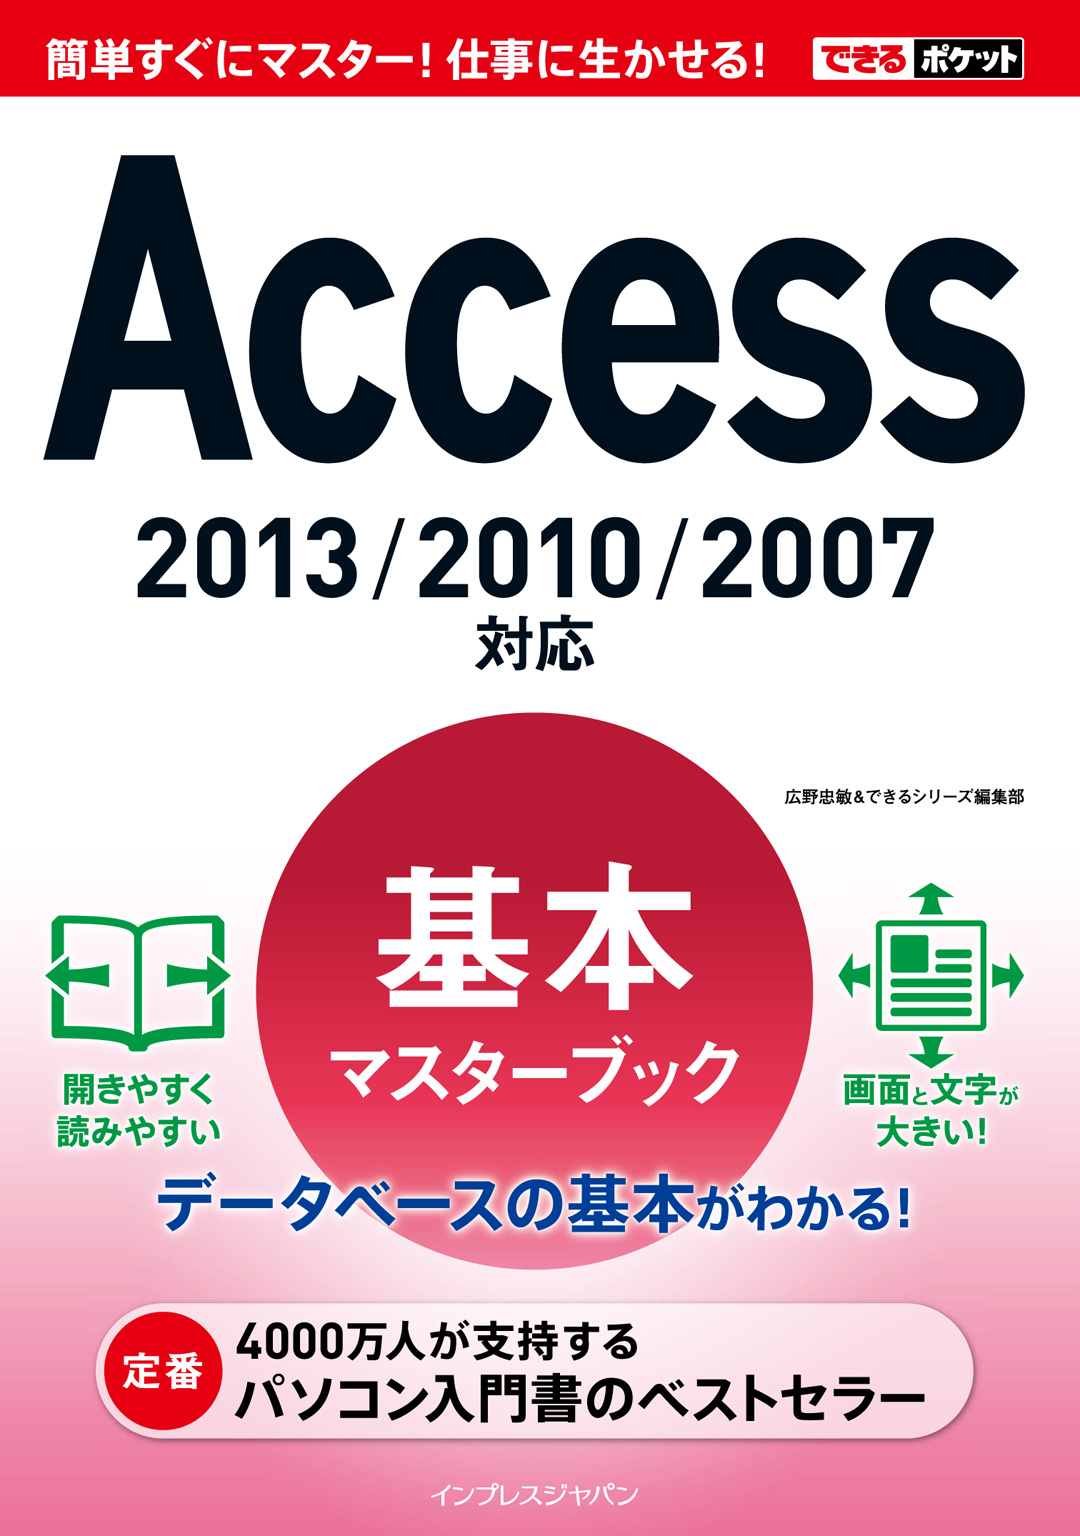 簡単すぐにマスター！仕事に生かせる！
できるポケット
Access
2013/2010/2007
対応
広野忠敏&できるシリーズ編集部
基本
マスターブック
開きやすく
読みやすい
画面と文字が
大きい！
データベースの基本がわかる！
定番
4000万人が支持する
パソコン入門書のベストセラー
インプレスジャパン